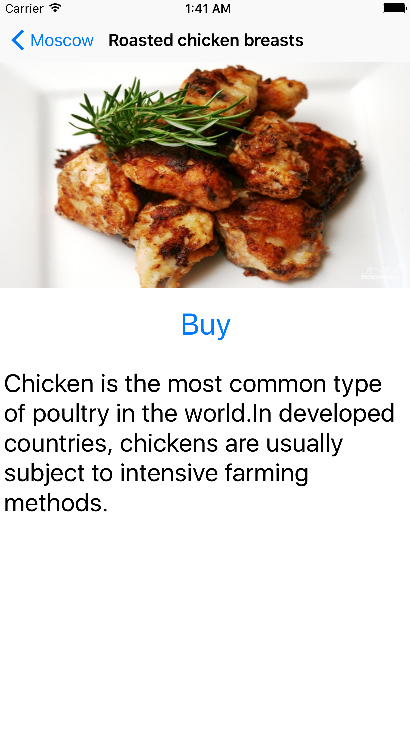 Carrier 1:41 AM
Moscow Roasted chicken breasts
Buy
Chicken is the most common type
of poultry in the world.In developed
countries, chickens are usually
subject to intensive farming
methods.